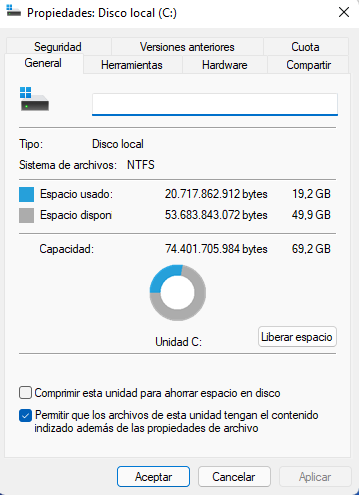 Propiedades: Disco local (C:)
Seguridad Versiones anteriores Cuota
General Herramientas Hardware Compartir
Tipo: Disco local
Sistema de archivos: NTFS
Espacio usado: 20.717.862.912 bytes 19,2 GB
Espacio dispon 53.683.843.072 bytes 49,9 GB
Capacidad: 74.401.705.984 bytes 69,2 GB
Unidad C: Liberar espacio
Comprimir esta unidad para ahorrar espacio en disco
Permitir que los archivos de esta unidad tengan el contenido
indizado además de las propiedades de archivo
Aceptar Cancelar Aplicar